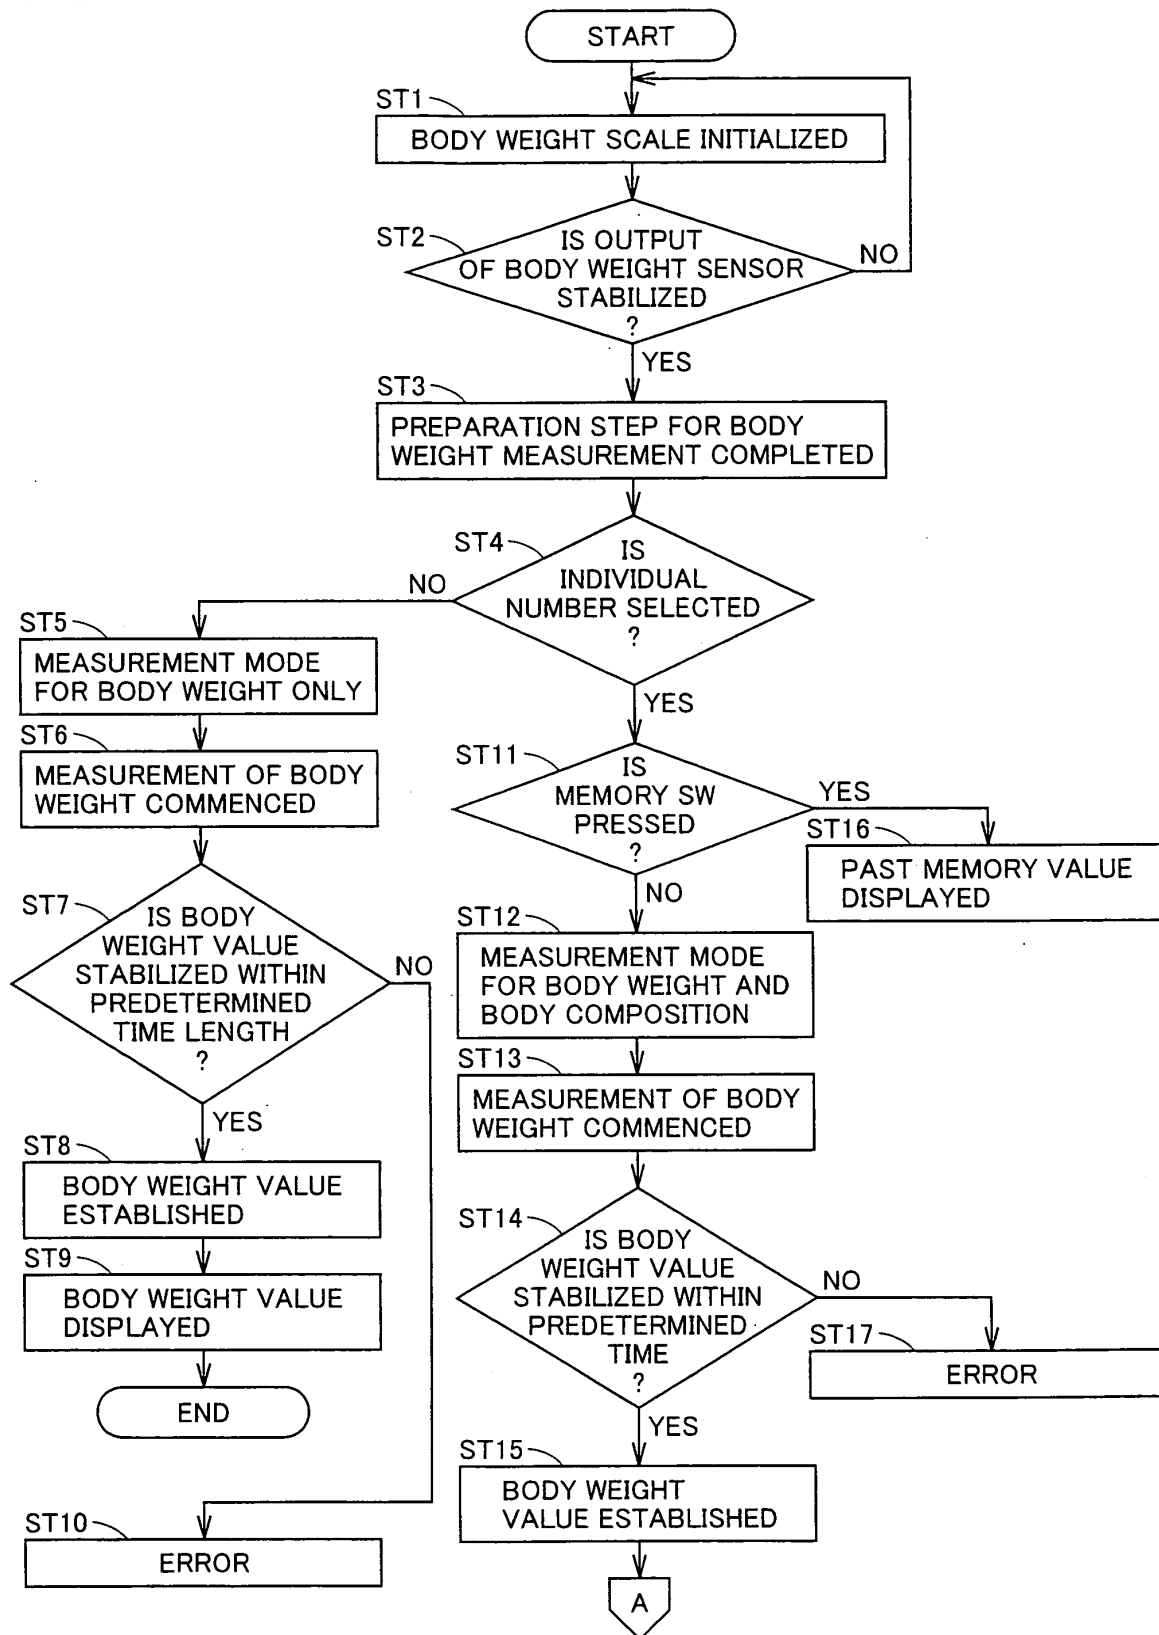 START
ST1
BODY WEIGHT SCALE INITIALIZED
ST2
IS OUTPUT
OF BODY WEIGHT SENSOR
STABILIZED
?
NO
YES
ST3
PREPARATION STEP FOR BODY
WEIGHT MEASUREMENT COMPLETED
ST4
IS
INDIVIDUAL
NUMBER SELECTED
?
NO
YES
ST5
MEASUREMENT MODE
FOR BODY WEIGHT ONLY
ST6
MEASUREMENT OF BODY
WEIGHT COMMENCED
ST7
IS BODY
WEIGHT VALUE
STABILIZED WITHIN
PREDETERMINED
TIME LENGTH
?
NO
YES
ST8
BODY WEIGHT VALUE
ESTABLISHED
ST9
BODY WEIGHT VALUE
DISPLAYED
END
ST10
ERROR
ST11
IS
MEMORY SW
PRESSED
?
YES
ST16
PAST MEMORY VALUE
DISPLAYED
NO
ST12
MEASUREMENT MODE
FOR BODY WEIGHT AND
BODY COMPOSITION
ST13
MEASUREMENT OF BODY
WEIGHT COMMENCED
ST14
IS BODY
WEIGHT VALUE
STABILIZED WITHIN
PREDETERMINED
TIME
?
NO
ST17
ERROR
YES
ST15
BODY WEIGHT
VALUE ESTABLISHED
A